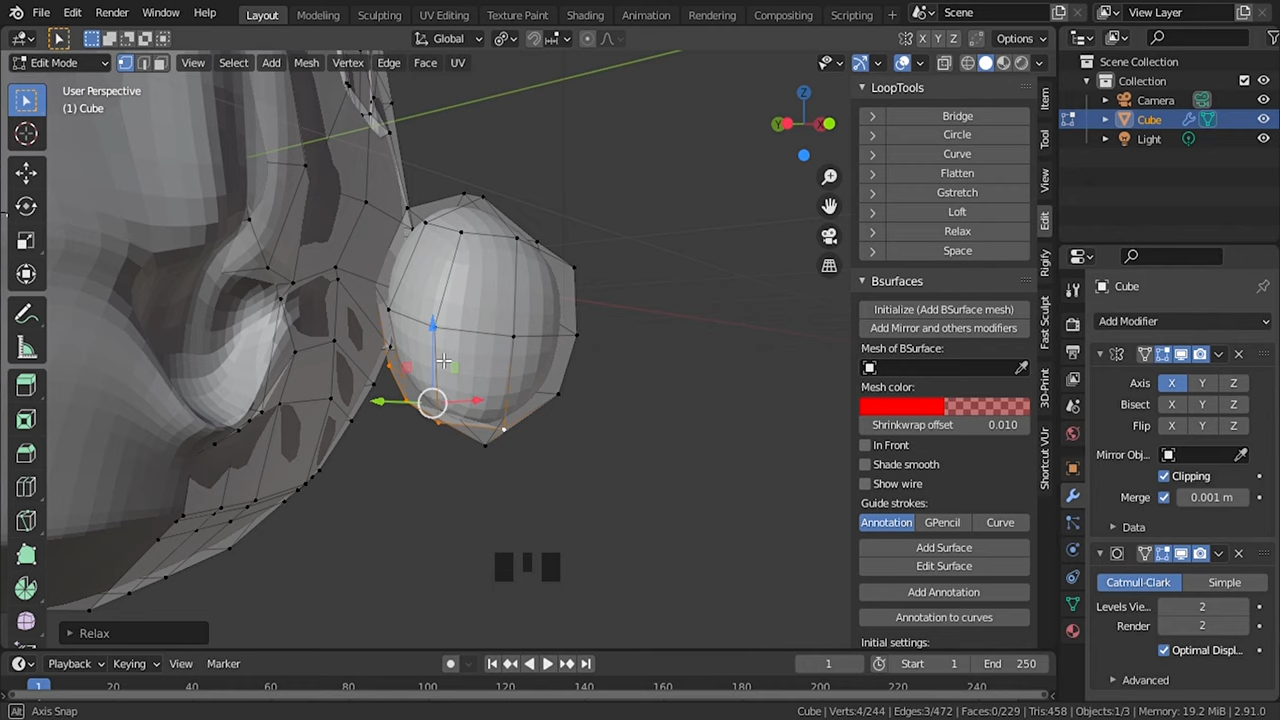 File Edit Render Window Help Layout Modeling Sculpting UV Editing Texture Paint Shading Animation Rendering Compositing Scripting + Scene View Layer
Global X Y Z Options
Edit Mode View Select Add Mesh Vertex Edge Face UV
User Perspective
(1) Cube
Z
Y X
LoopTools
Bridge
Circle
Curve
Flatten
Gstretch
Loft
Relax
Space
Bsurfaces
Initialize (Add BSurface mesh)
Add Mirror and others modifiers
Mesh of BSurface:
Mesh color:
Shrinkwrap offset 0.010
In Front
Shade smooth
Show wire
Guide strokes:
Annotation GPencil Curve
Add Surface
Edit Surface
Add Annotation
Annotation to curves
Initial settings:
Item
Tool
View
Edit
Rigify
Fast Sculpt
3D-Print
Shortcut VUr
Scene Collection
Collection
Camera
Cube
Light
Cube
Add Modifier
Axis X Y Z
Bisect X Y Z
Flip X Y Z
Mirror Obj...
Clipping
Merge 0.001 m
Data
Catmull-Clark Simple
Levels Vie... 2
Render 2
Optimal Displ...
Advanced
Relax
Playback Keying View Marker 1 Start 1 End 250
1 20 40 60 80 100 120 140 160 180 200 220 240
Alt Axis Snap Cube | Verts:4/244 | Edges:3/472 | Faces:0/229 | Tris:458 | Objects:1/3 | Memory: 19.2 MiB | 2.91.0